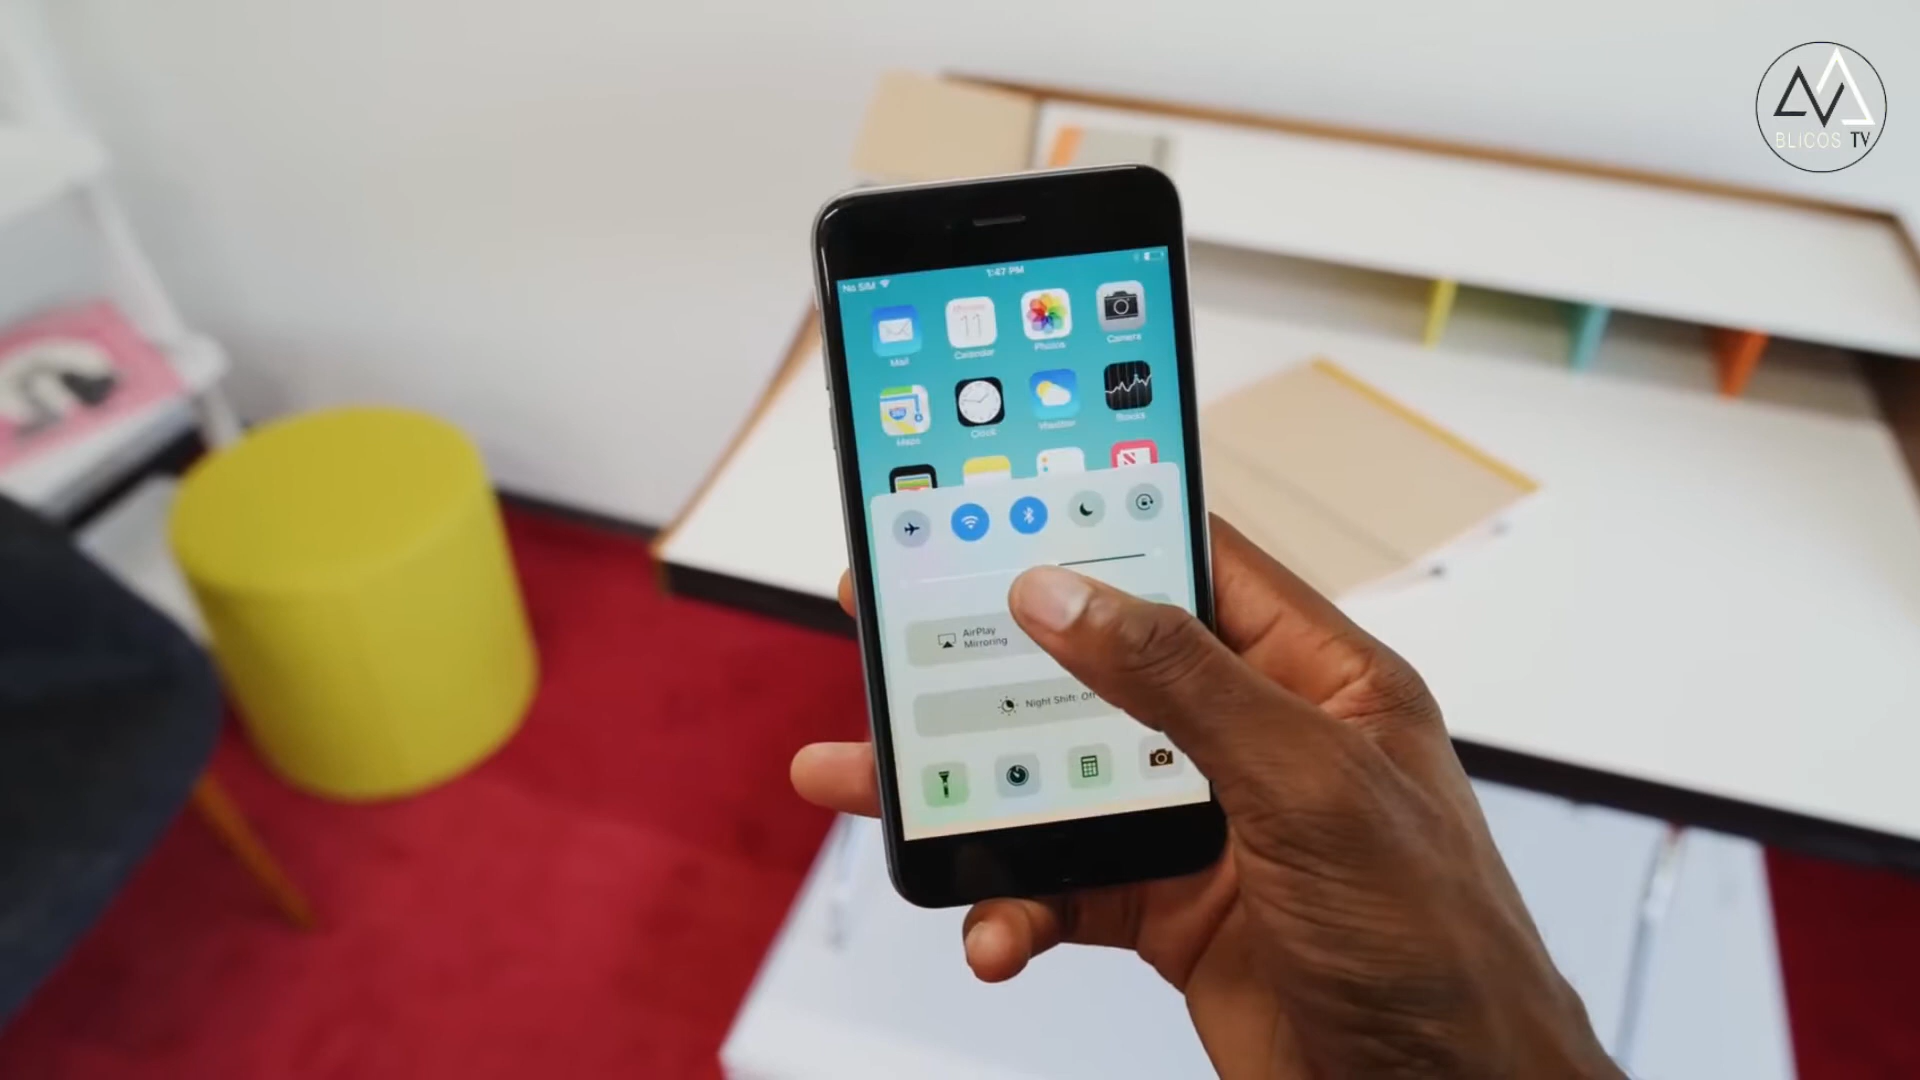 BLICOS TV
No SIM
1:47 PM
Mail
11
Calendar
Photos
Camera
Maps
Clock
Weather
Stocks
AirPlay
Mirroring
Night Shift: Off